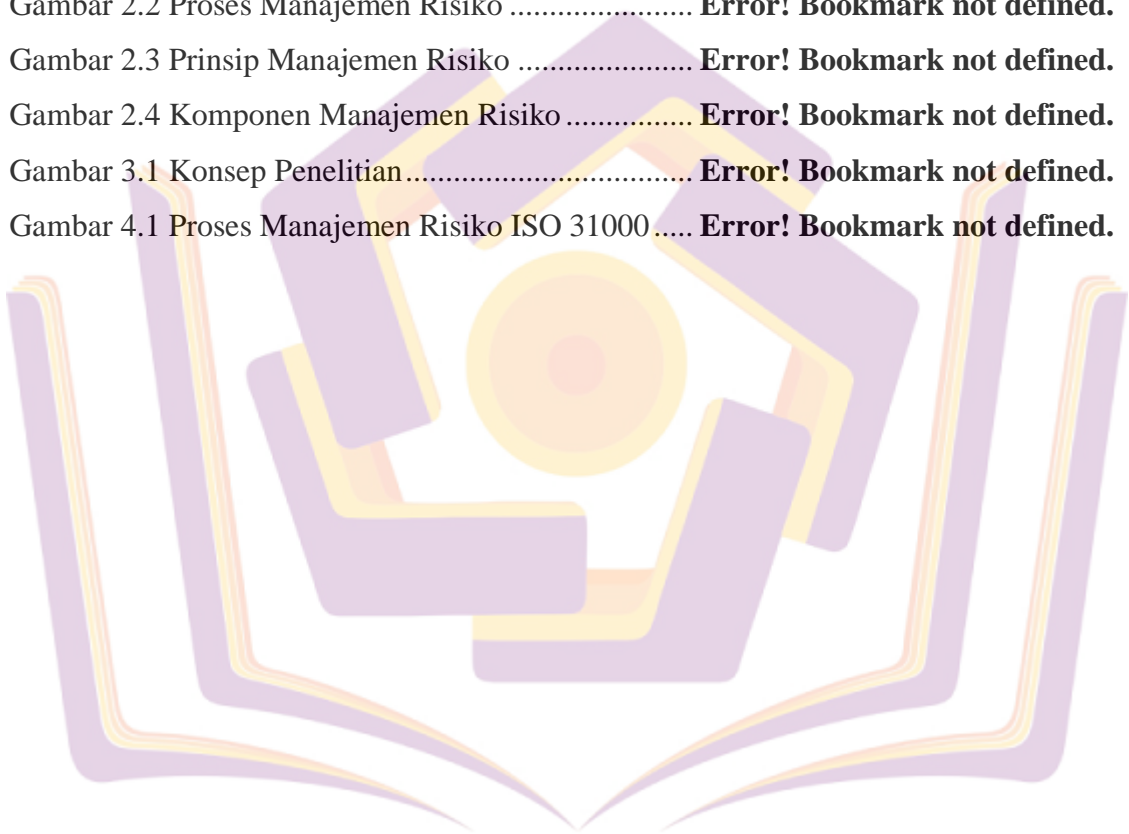 Gambar 2.2 Proses Manajemen Risiko ...................... Error! Bookmark not defined.
Gambar 2.3 Prinsip Manajemen Risiko ..................... Error! Bookmark not defined.
Gambar 2.4 Komponen Manajemen Risiko ............... Error! Bookmark not defined.
Gambar 3.1 Konsep Penelitian................................... Error! Bookmark not defined.
Gambar 4.1 Proses Manajemen Risiko ISO 31000 ..... Error! Bookmark not defined.